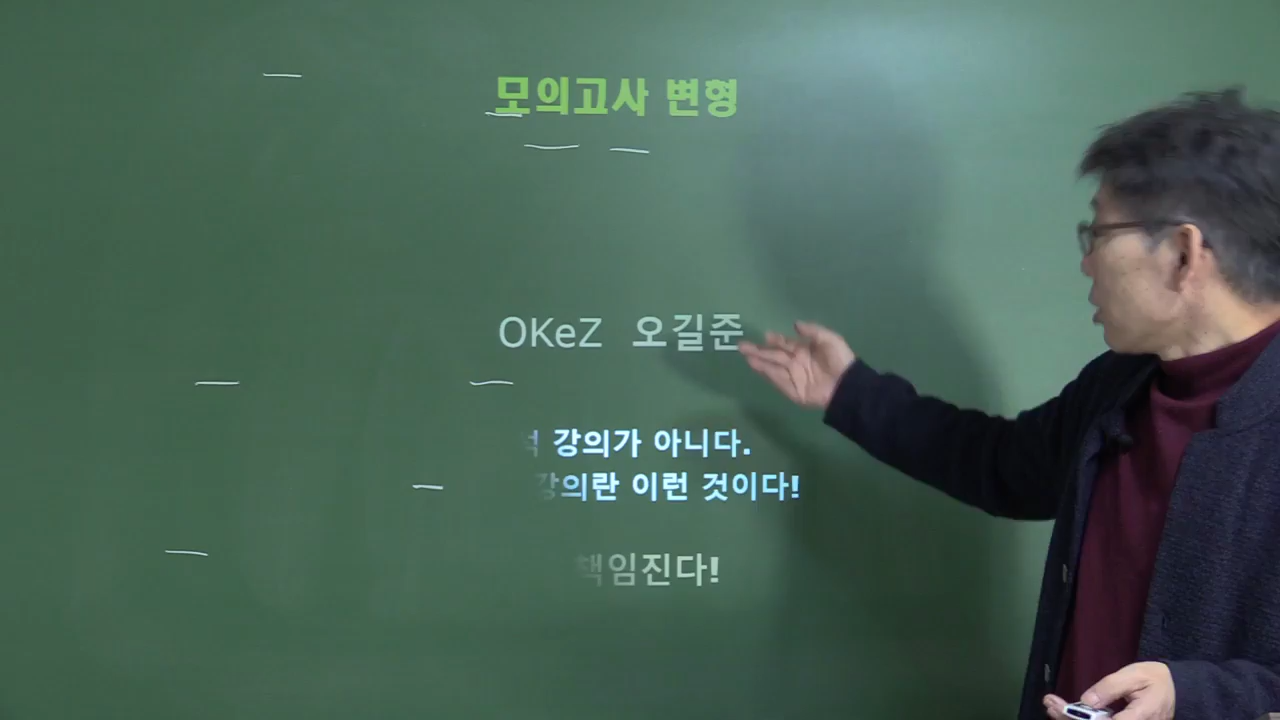 모의고사 변형
OKeZ 오길준
강의가 아니다.
강의란 이런 것이다!
책임진다!